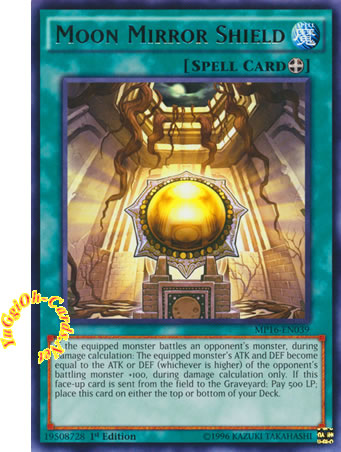 MOON MIRROR SHIELD
魔
[SPELL CARD]
MP16-EN039
the equipped monster battles an opponent's monster, during
damage calculation: The equipped monster's ATK and DEF become
equal to the ATK or DEF (whichever is higher) of the opponent's
battling monster +100, during damage calculation only. If this
face-up card is sent from the field to the Graveyard: Pay 500 LP;
place this card on either the top or bottom of your Deck.
19508728 1st Edition ©1996 KAZUKI TAKAHASHI